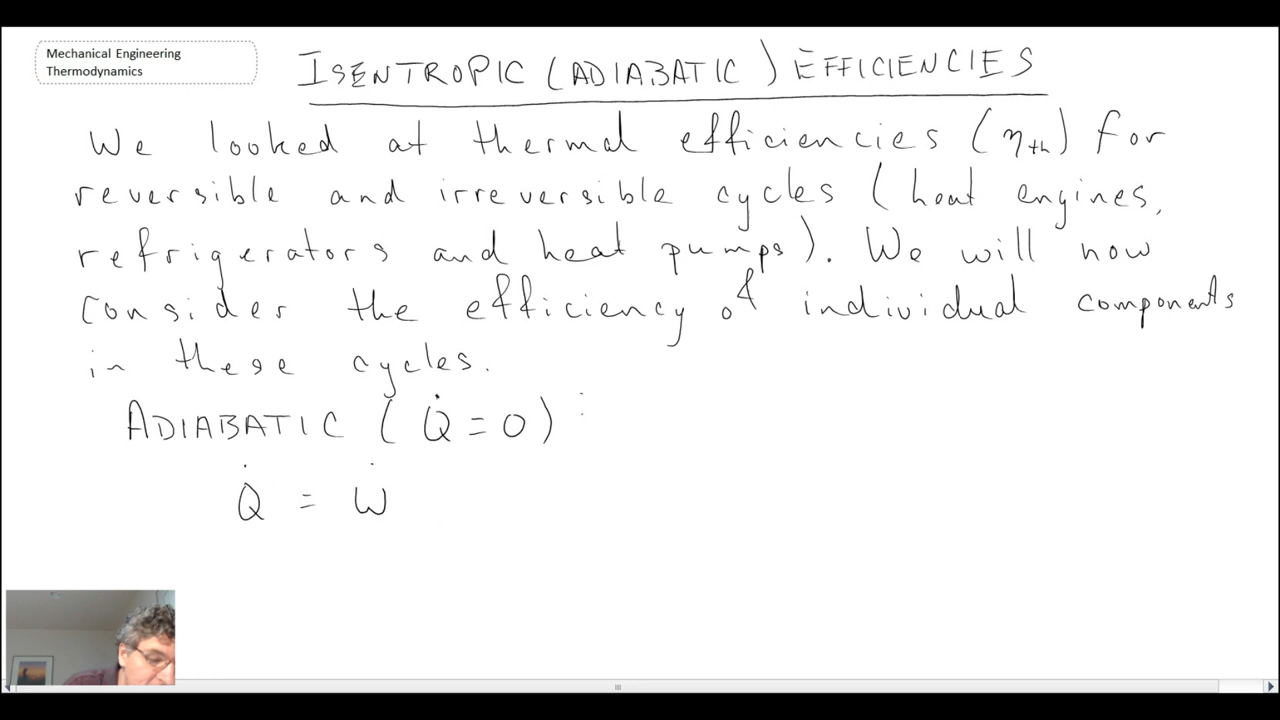 Mechanical Engineering
Thermodynamics
ISENTROPIC (ADIABATIC) EFFICIENCIES
We looked at thermal efficiencies (ηth) for
reversible and irreversible cycles (heat engines,
refrigerators and heat pumps). We will now
consider the efficiency of individual components
in these cycles.
ADIABATIC (Q̇ = 0) :
Q̇ = Ẇ